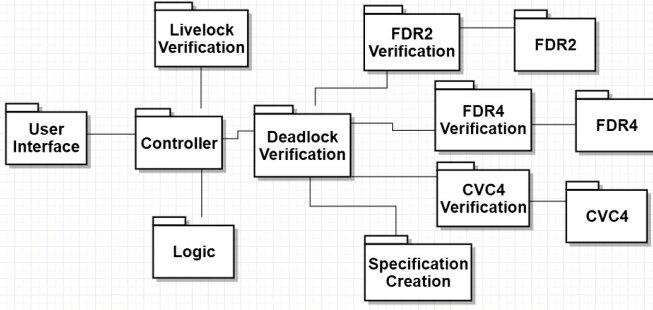 Livelock
Verification
FDR2
Verification
FDR2
User
Interface
Controller
Deadlock
Verification
FDR4
Verification
FDR4
CVC4
Verification
CVC4
Logic
Specification
Creation